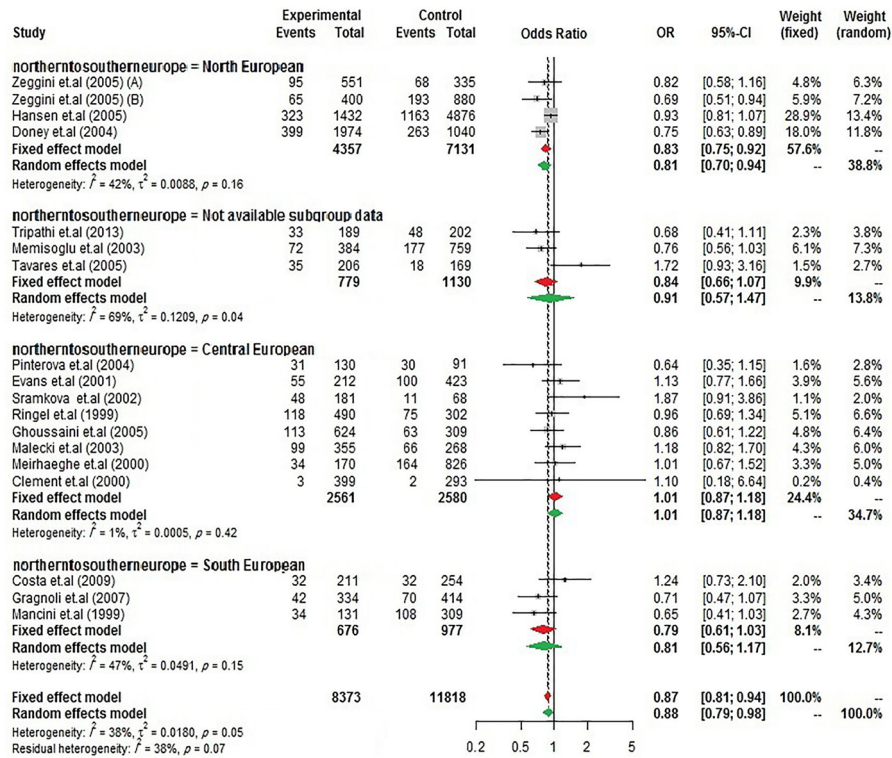 Experimental Control Weight Weight
Study Events Total Events Total Odds Ratio OR 95%-CI (fixed) (random)
northerntosoutherneurope = North European
Zeggini et.al (2005) (A) 95 551 68 335 0.82 [0.58; 1.16] 4.8% 6.3%
Zeggini et.al (2005) (B) 65 400 193 880 0.69 [0.51; 0.94] 5.9% 7.2%
Hansen et.al (2005) 323 1432 1163 4876 0.93 [0.81; 1.07] 28.9% 13.4%
Doney et.al (2004) 399 1974 263 1040 0.75 [0.63; 0.89] 18.0% 11.8%
Fixed effect model 4357 7131 0.83 [0.75; 0.92] 57.6% --
Random effects model 0.81 [0.70; 0.94] -- 38.8%
Heterogeneity: I² = 42%, τ² = 0.0088, p = 0.16
northerntosoutherneurope = Not available subgroup data
Tripathi et.al (2013) 33 189 48 202 0.68 [0.41; 1.11] 2.3% 3.8%
Memisoglu et.al (2003) 72 384 177 759 0.76 [0.56; 1.03] 6.1% 7.3%
Tavares et.al (2005) 35 206 18 169 1.72 [0.93; 3.16] 1.5% 2.7%
Fixed effect model 779 1130 0.84 [0.66; 1.07] 9.9% --
Random effects model 0.91 [0.57; 1.47] -- 13.8%
Heterogeneity: I² = 69%, τ² = 0.1209, p = 0.04
northerntosoutherneurope = Central European
Pinterova et.al (2004) 31 130 30 91 0.64 [0.35; 1.15] 1.6% 2.8%
Evans et.al (2001) 55 212 100 423 1.13 [0.77; 1.66] 3.9% 5.6%
Sramkova et.al (2002) 48 181 11 68 1.87 [0.91; 3.86] 1.1% 2.0%
Ringel et.al (1999) 118 490 75 302 0.96 [0.69; 1.34] 5.1% 6.6%
Ghoussaini et.al (2005) 113 624 63 309 0.86 [0.61; 1.22] 4.8% 6.4%
Malecki et.al (2003) 99 355 66 268 1.18 [0.82; 1.70] 4.3% 6.0%
Meirhaeghe et.al (2000) 34 170 164 826 1.01 [0.67; 1.52] 3.3% 5.0%
Clement et.al (2000) 3 399 2 293 1.10 [0.18; 6.64] 0.2% 0.4%
Fixed effect model 2561 2580 1.01 [0.87; 1.18] 24.4% --
Random effects model 1.01 [0.87; 1.18] -- 34.7%
Heterogeneity: I² = 1%, τ² = 0.0005, p = 0.42
northerntosoutherneurope = South European
Costa et.al (2009) 32 211 32 254 1.24 [0.73; 2.10] 2.0% 3.4%
Gragnoli et.al (2007) 42 334 70 414 0.71 [0.47; 1.07] 3.3% 5.0%
Mancini et.al (1999) 34 131 108 309 0.65 [0.41; 1.03] 2.7% 4.3%
Fixed effect model 676 977 0.79 [0.61; 1.03] 8.1% --
Random effects model 0.81 [0.56; 1.17] -- 12.7%
Heterogeneity: I² = 47%, τ² = 0.0491, p = 0.15
Fixed effect model 8373 11818 0.87 [0.81; 0.94] 100.0% --
Random effects model 0.88 [0.79; 0.98] -- 100.0%
Heterogeneity: I² = 38%, τ² = 0.0180, p = 0.05
Residual heterogeneity: I² = 38%, p = 0.07
0.2 0.5 1 2 5